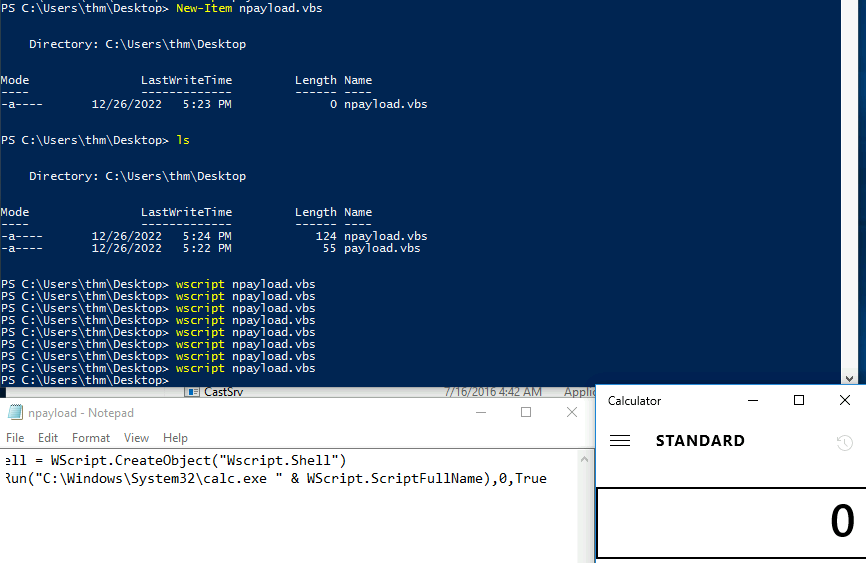 PS C:\Users\thm\Desktop> New-Item npayload.vbs
Directory: C:\Users\thm\Desktop
Mode LastWriteTime Length Name
---- ------------- ------ ----
-a---- 12/26/2022 5:23 PM 0 npayload.vbs
PS C:\Users\thm\Desktop> ls
Directory: C:\Users\thm\Desktop
Mode LastWriteTime Length Name
---- ------------- ------ ----
-a---- 12/26/2022 5:24 PM 124 npayload.vbs
-a---- 12/26/2022 5:22 PM 55 payload.vbs
PS C:\Users\thm\Desktop> wscript npayload.vbs
PS C:\Users\thm\Desktop> wscript npayload.vbs
PS C:\Users\thm\Desktop> wscript npayload.vbs
PS C:\Users\thm\Desktop> wscript npayload.vbs
PS C:\Users\thm\Desktop> wscript npayload.vbs
PS C:\Users\thm\Desktop> wscript npayload.vbs
PS C:\Users\thm\Desktop> wscript npayload.vbs
PS C:\Users\thm\Desktop> wscript npayload.vbs
PS C:\Users\thm\Desktop>
CastSrv 7/16/2016 4:42 AM Applic
npayload - Notepad
File Edit Format View Help
ell = WScript.CreateObject("Wscript.Shell")
Run("C:\Windows\System32\calc.exe " & WScript.ScriptFullName),0,True
Calculator
STANDARD
0